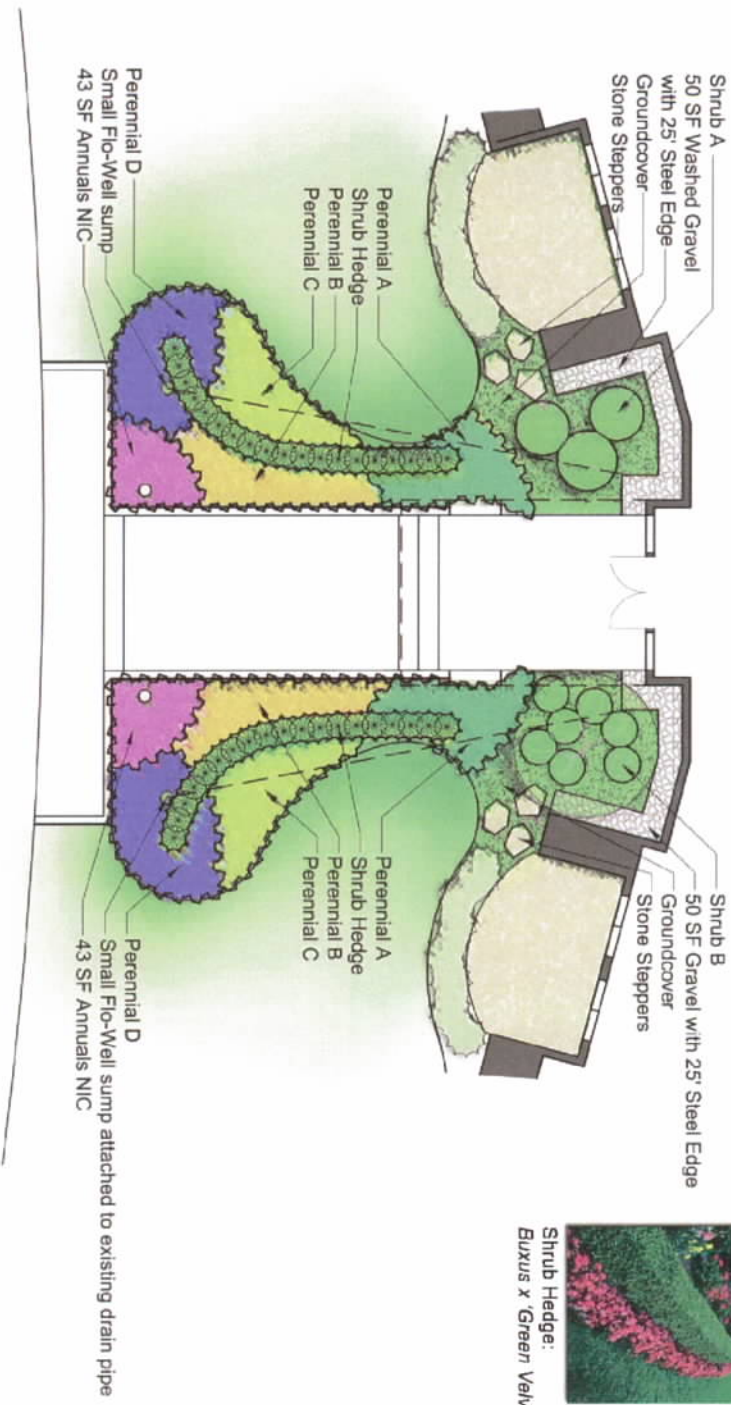 Shrub A
50 SF Washed Gravel
with 25' Steel Edge
Groundcover
Stone Steppers
Perennial A
Shrub Hedge
Perennial B
Perennial C
Perennial D
Small Flo-Well sump
43 SF Annuals NIC
Shrub B
50 SF Gravel with 25' Steel Edge
Groundcover
Stone Steppers
Perennial A
Shrub Hedge
Perennial B
Perennial C
Perennial D
Small Flo-Well sump attached to existing drain pipe
43 SF Annuals NIC
Shrub Hedge:
Buxus x 'Green